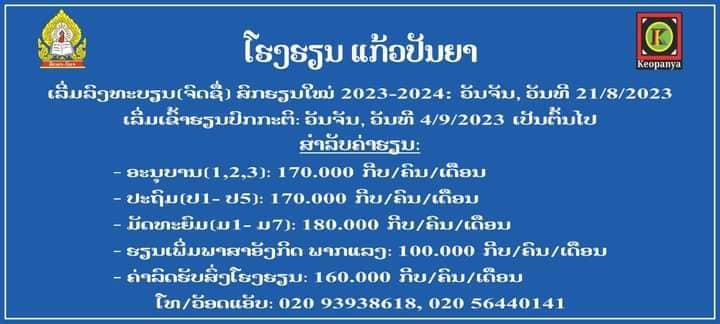 ໂຮງຮຽນ ແກ້ວປັນຍາ
Keopanya
ເລີ່ມລົງທະບຽນ(ຈົດຊື່) ສົກຮຽນໃໝ່ 2023-2024: ວັນຈັນ, ວັນທີ 21/8/2023
ເລີ່ມເຂົ້າຮຽນປົກກະຕິ: ວັນຈັນ, ວັນທີ 4/9/2023 ເປັນຕົ້ນໄປ
ສຳລັບຄ່າຮຽນ:
- ອະນຸບານ(1,2,3): 170.000 ກີບ/ຄົນ/ເດືອນ
- ປະຖົມ(ປ1- ປ5): 170.000 ກີບ/ຄົນ/ເດືອນ
- ມັດທະຍົມ(ມ1- ມ7): 180.000 ກີບ/ຄົນ/ເດືອນ
- ຮຽນເພີ່ມພາສາອັງກິດ ພາກແລງ: 100.000 ກີບ/ຄົນ/ເດືອນ
- ຄ່າລົດຮັບສົ່ງໂຮງຮຽນ: 160.000 ກີບ/ຄົນ/ເດືອນ
ໂທ/ວັອດແອັບ: 020 93938618, 020 56440141